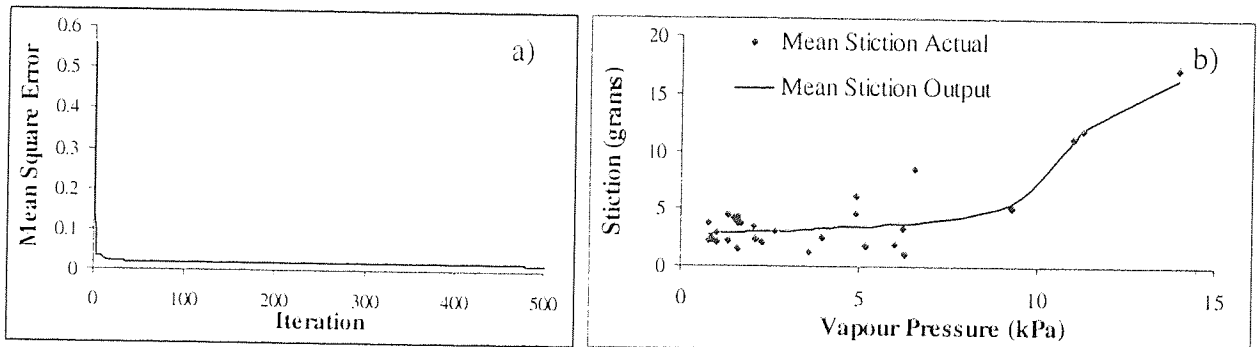 a)
Mean Square Error
0.6
0.5
0.4
0.3
0.2
0.1
0
0 100 200 300 400 500
Iteration
b)
Mean Stiction Actual
Mean Stiction Output
Stiction (grams)
20
15
10
5
0
0 5 10 15
Vapour Pressure (kPa)